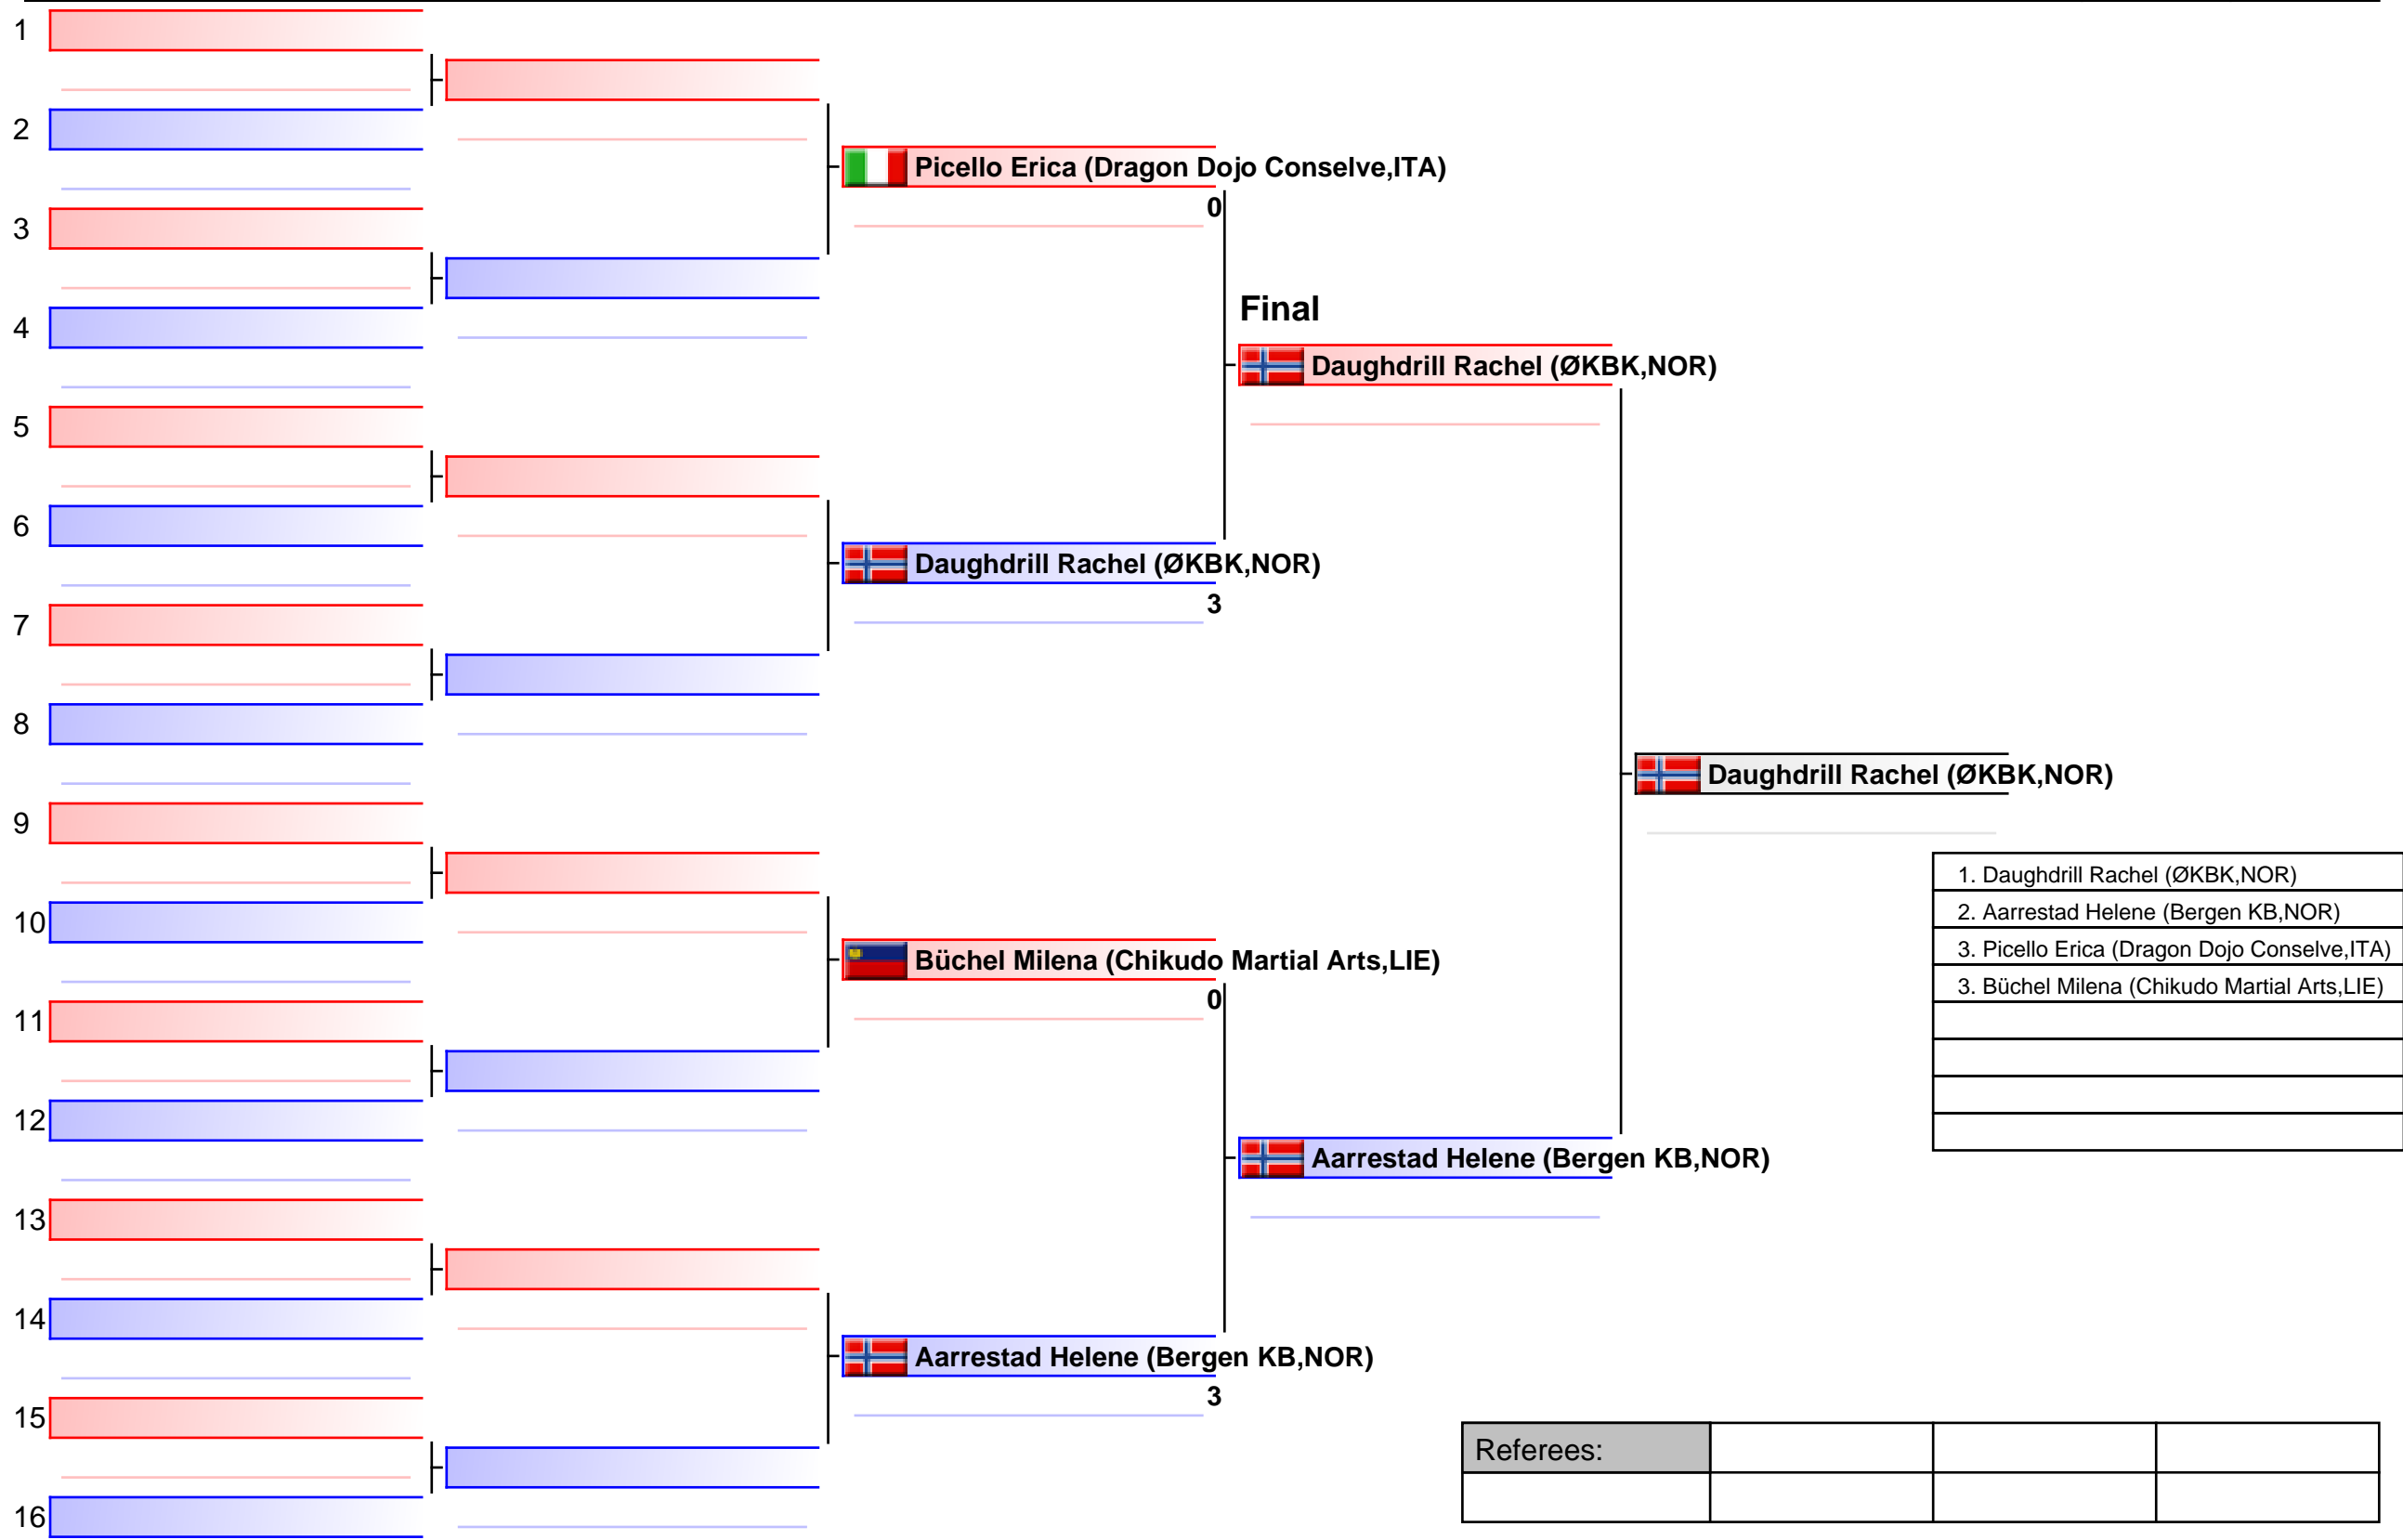 1
2
Picello Erica (Dragon Dojo Conselve,ITA)
0
3
Final
4
Daughdrill Rachel (ØKBK,NOR)
5
6
Daughdrill Rachel (ØKBK,NOR)
3
7
8
Daughdrill Rachel (ØKBK,NOR)
9
1. Daughdrill Rachel (ØKBK,NOR)
2. Aarrestad Helene (Bergen KB,NOR)
3. Picello Erica (Dragon Dojo Conselve,ITA)
3. Büchel Milena (Chikudo Martial Arts,LIE)
10
Büchel Milena (Chikudo Martial Arts,LIE)
0
11
12
Aarrestad Helene (Bergen KB,NOR)
13
14
Aarrestad Helene (Bergen KB,NOR)
3
15
Referees:
16